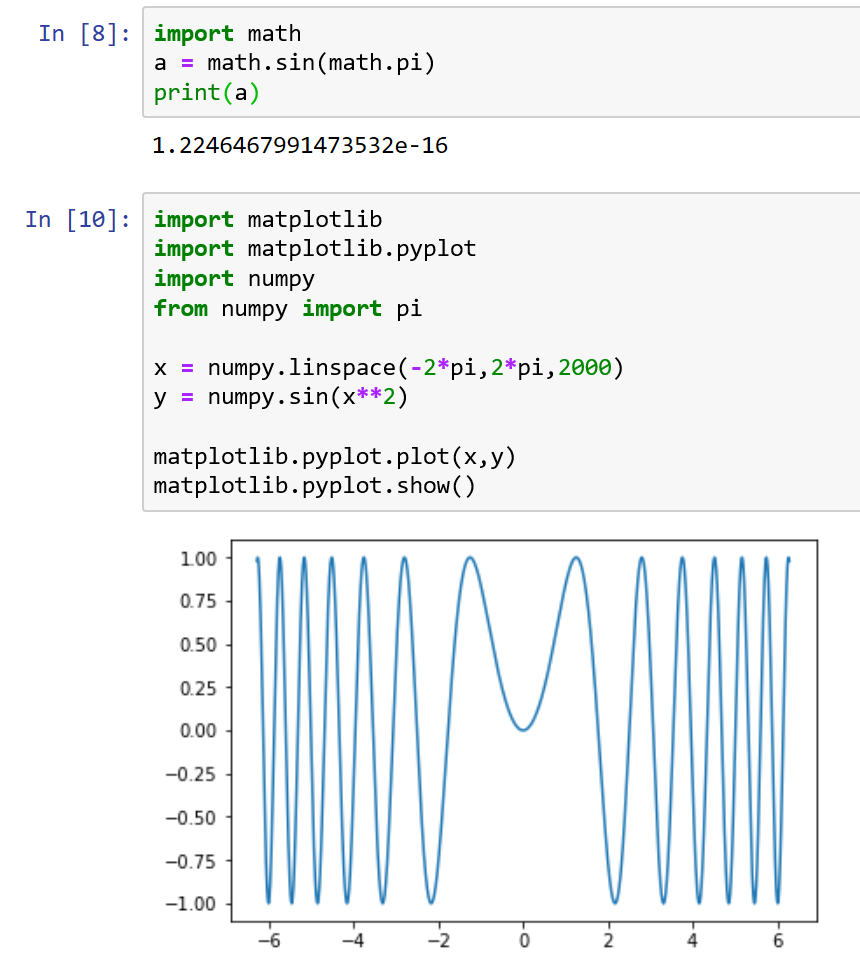 In [8]:
import math
a = math.sin(math.pi)
print(a)
1.2246467991473532e-16
In [10]:
import matplotlib
import matplotlib.pyplot
import numpy
from numpy import pi
x = numpy.linspace(-2*pi,2*pi,2000)
y = numpy.sin(x**2)
matplotlib.pyplot.plot(x,y)
matplotlib.pyplot.show()
1.00
0.75
0.50
0.25
0.00
−0.25
−0.50
−0.75
−1.00
−6 −4 −2 0 2 4 6